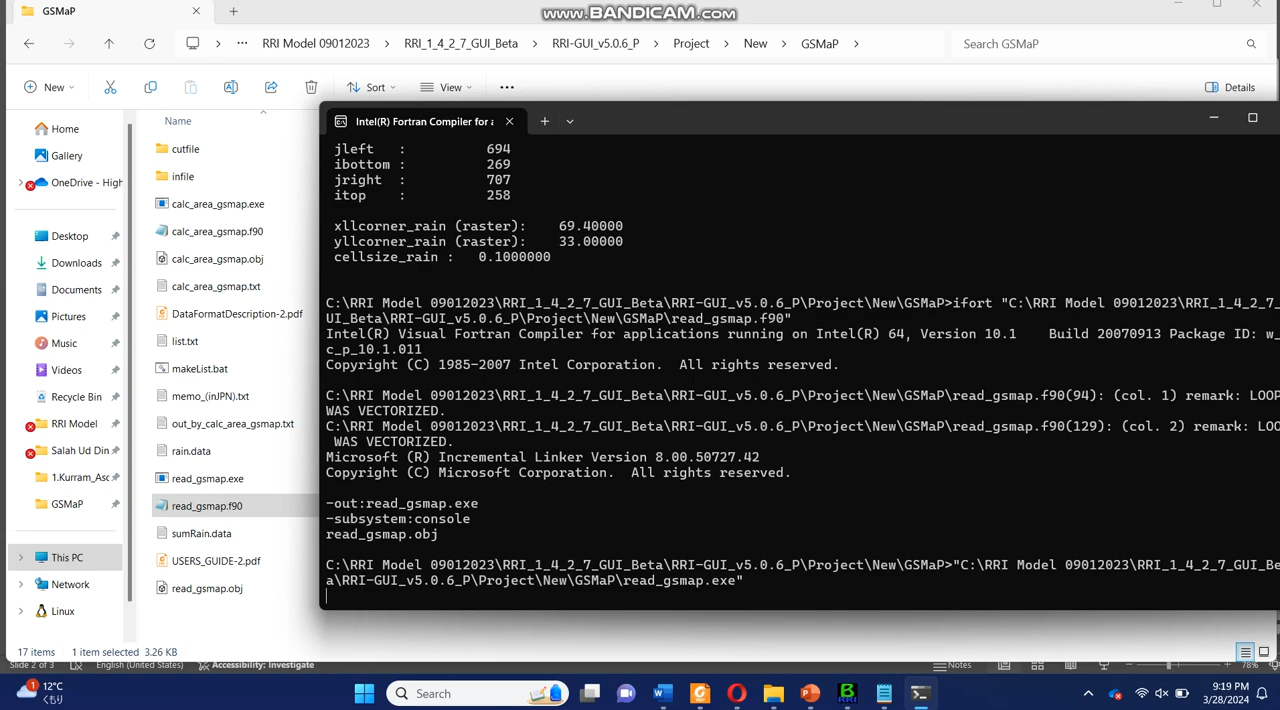 GSMaP
www.BANDICAM.com
RRI Model 09012023 > RRI_1_4_2_7_GUI_Beta > RRI-GUI_v5.0.6_P > Project > New > GSMaP >
Search GSMaP
New
Sort
View
Details
Home
Gallery
OneDrive - High
Desktop
Downloads
Documents
Pictures
Music
Videos
Recycle Bin
RRI Model
Salah Ud Din
1.Kurram_Asc
GSMaP
This PC
Network
Linux
Name
cutfile
infile
calc_area_gsmap.exe
calc_area_gsmap.f90
calc_area_gsmap.obj
calc_area_gsmap.txt
DataFormatDescription-2.pdf
list.txt
makeList.bat
memo_(inJPN).txt
out_by_calc_area_gsmap.txt
rain.data
read_gsmap.exe
read_gsmap.f90
sumRain.data
USERS_GUIDE-2.pdf
read_gsmap.obj
Intel(R) Fortran Compiler for a
jleft : 694
ibottom : 269
jright : 707
itop : 258
xllcorner_rain (raster): 69.40000
yllcorner_rain (raster): 33.00000
cellsize_rain : 0.1000000
C:\RRI Model 09012023\RRI_1_4_2_7_GUI_Beta\RRI-GUI_v5.0.6_P\Project\New\GSMaP>ifort "C:\RRI Model 09012023\RRI_1_4_2_7_
UI_Beta\RRI-GUI_v5.0.6_P\Project\New\GSMaP\read_gsmap.f90"
Intel(R) Visual Fortran Compiler for applications running on Intel(R) 64, Version 10.1 Build 20070913 Package ID: w_
c_p_10.1.011
Copyright (C) 1985-2007 Intel Corporation. All rights reserved.
C:\RRI Model 09012023\RRI_1_4_2_7_GUI_Beta\RRI-GUI_v5.0.6_P\Project\New\GSMaP\read_gsmap.f90(94): (col. 1) remark: LOOP
WAS VECTORIZED.
C:\RRI Model 09012023\RRI_1_4_2_7_GUI_Beta\RRI-GUI_v5.0.6_P\Project\New\GSMaP\read_gsmap.f90(129): (col. 2) remark: LOO
WAS VECTORIZED.
Microsoft (R) Incremental Linker Version 8.00.50727.42
Copyright (C) Microsoft Corporation. All rights reserved.
-out:read_gsmap.exe
-subsystem:console
read_gsmap.obj
C:\RRI Model 09012023\RRI_1_4_2_7_GUI_Beta\RRI-GUI_v5.0.6_P\Project\New\GSMaP>"C:\RRI Model 09012023\RRI_1_4_2_7_GUI_Be
a\RRI-GUI_v5.0.6_P\Project\New\GSMaP\read_gsmap.exe"
17 items 1 item selected 3.26 KB
Slide 2 of 3 English (United States) Accessibility: Investigate Notes 78%
1
12°C
くもり
Search
RRI
9:19 PM
3/28/2024